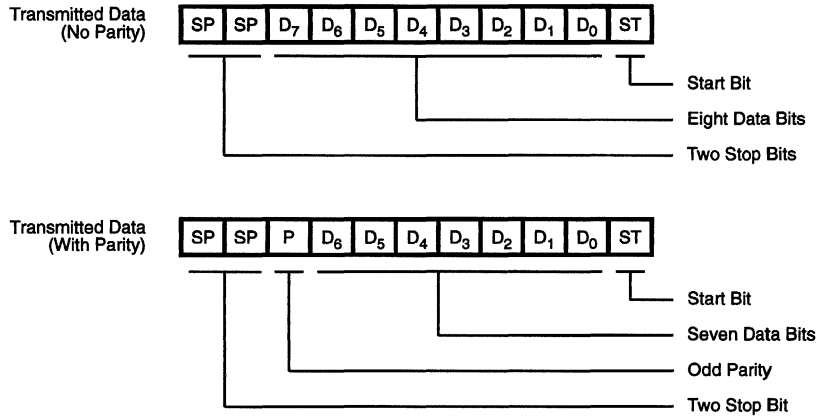 Transmitted Data
(No Parity)
SP SP D7 D6 D5 D4 D3 D2 D1 D0 ST
Start Bit
Eight Data Bits
Two Stop Bits
Transmitted Data
(With Parity)
SP SP P D6 D5 D4 D3 D2 D1 D0 ST
Start Bit
Seven Data Bits
Odd Parity
Two Stop Bit